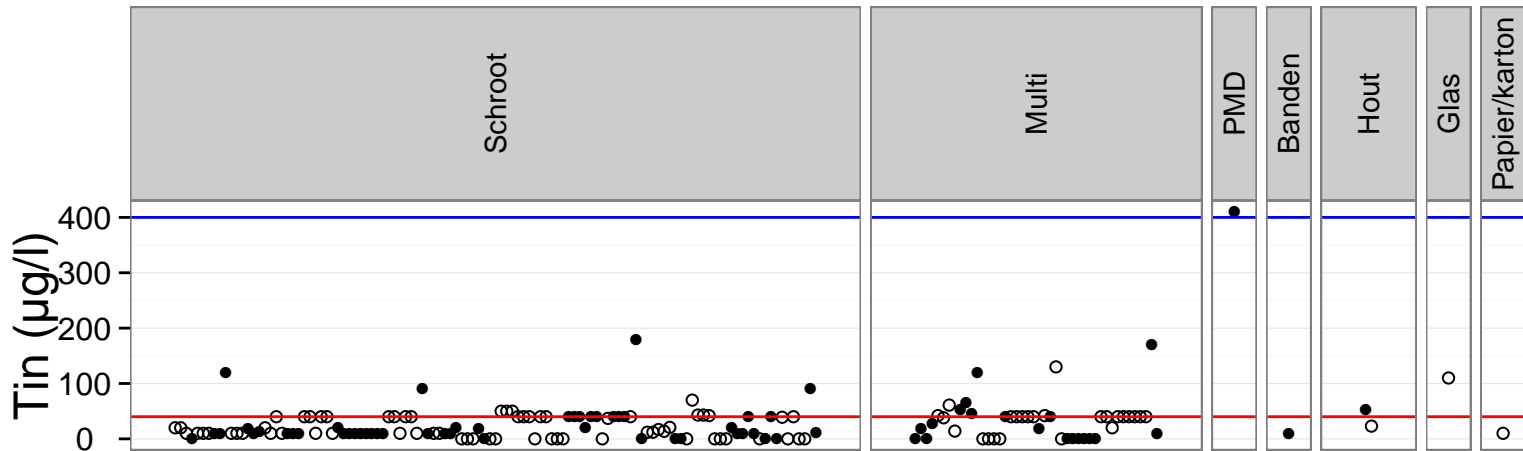 Schroot
Multi
PMD
Banden
Hout
Glas
Papier/karton
Tin (µg/l)
400
300
200
100
0